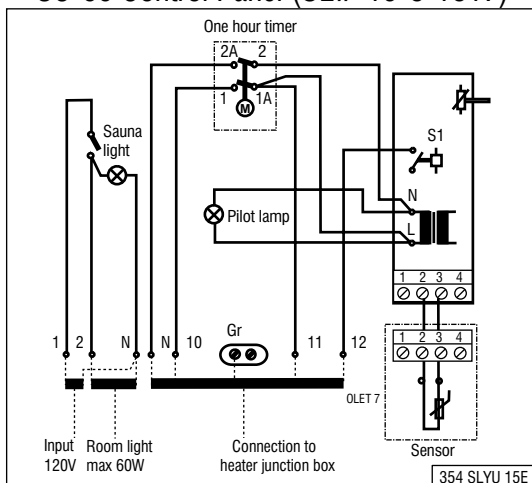 One hour timer
2A 2
1 1A
M
Sauna
light
S1
N
Pilot lamp
L
1 2 3 4
Gr
1 2 N N 10 11 12
1 2 3 4
OLET 7
Input
120V
Room light
max 60W
Connection to
heater junction box
Sensor
354 SLYU 15E